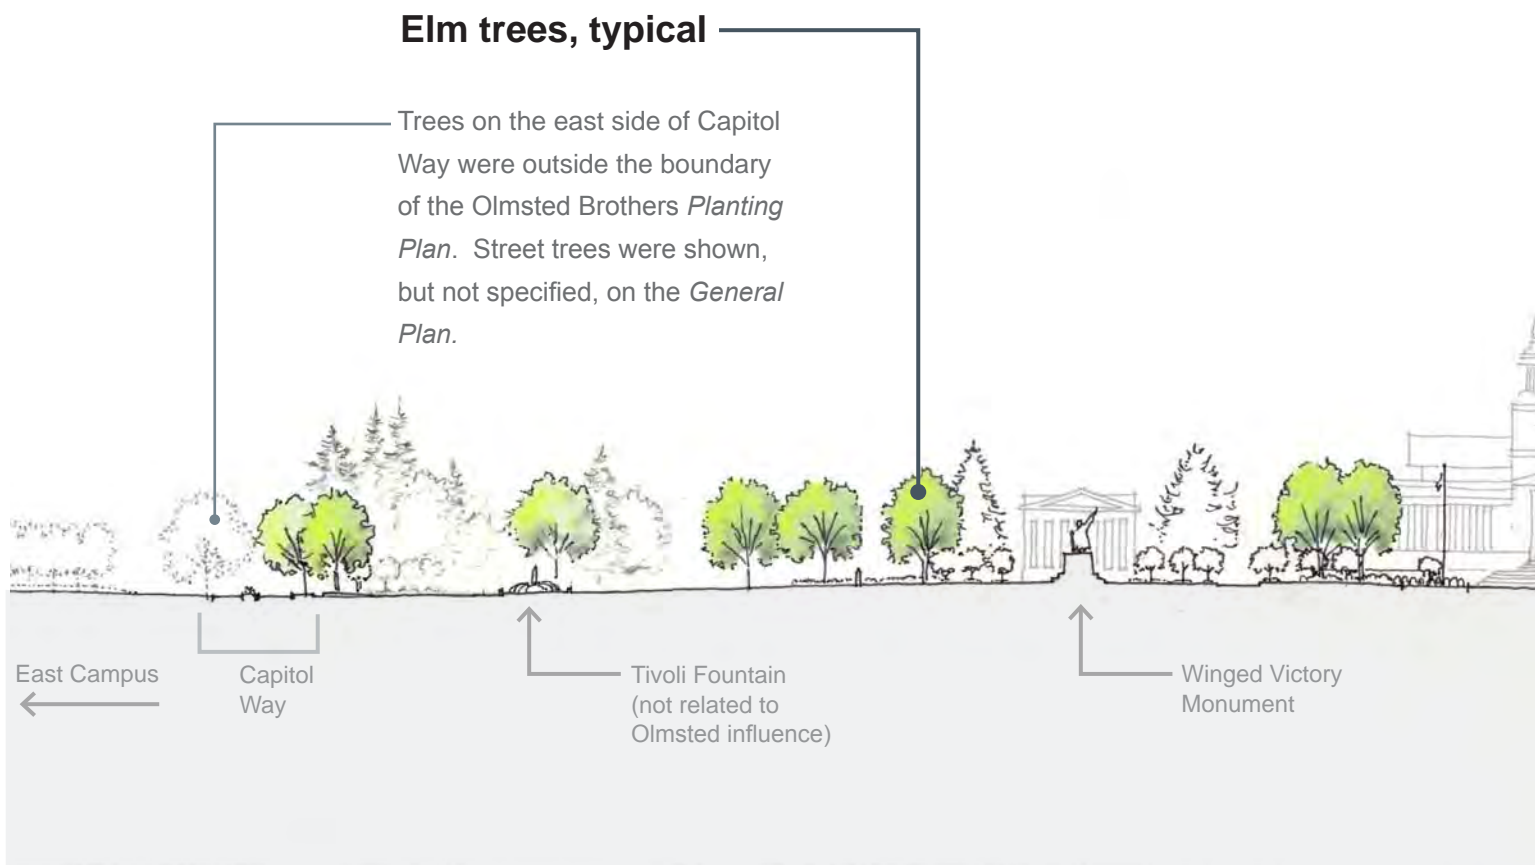 Elm trees, typical
Trees on the east side of Capitol
Way were outside the boundary
of the Olmsted Brothers Planting
Plan.  Street trees were shown,
but not specified, on the General
Plan.
East Campus
Capitol
Way
Tivoli Fountain
(not related to
Olmsted influence)
Winged Victory
Monument